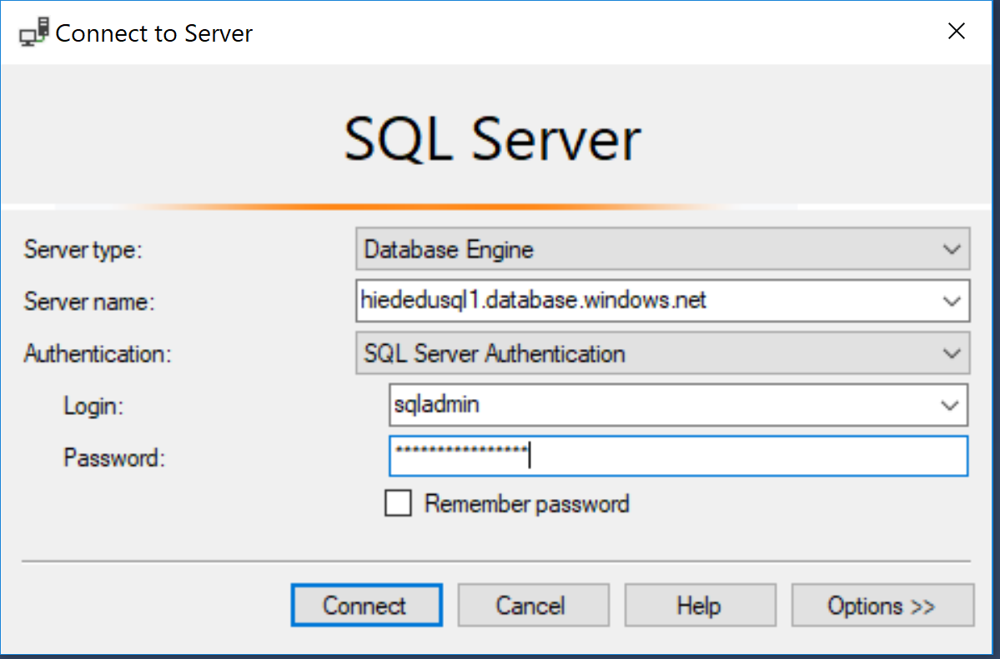 Connect to Server
SQL Server
Server type: Database Engine
Server name: hiededusql1.database.windows.net
Authentication: SQL Server Authentication
Login: sqladmin
Password: ****************
Remember password
Connect Cancel Help Options >>